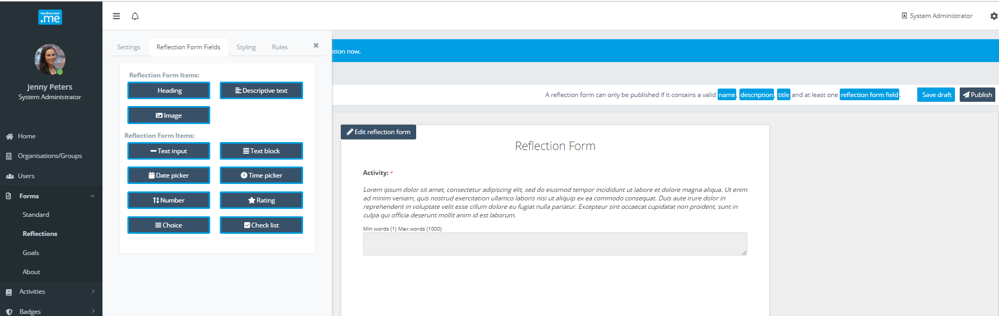 myshowcase
.me
Jenny Peters
System Administrator
Home
Organisations/Groups
Users
Forms
Standard
Reflections
Goals
About
Activities
Badges
System Administrator
Settings
Reflection Form Fields
Styling
Rules
Reflection Form Items:
Heading
Descriptive text
Image
Reflection Form Items:
Text input
Text block
Date picker
Time picker
Number
Rating
Choice
Check list
now.
A reflection form can only be published if it contains a valid name, description, title and at least one reflection form field.
Save draft
Publish
Edit reflection form
Reflection Form
Activity: *
Lorem ipsum dolor sit amet, consectetur adipiscing elit, sed do eiusmod tempor incididunt ut labore et dolore magna aliqua. Ut enim
ad minim veniam, quis nostrud exercitation ullamco laboris nisi ut aliquip ex ea commodo consequat. Duis aute irure dolor in
reprehenderit in voluptate velit esse cillum dolore eu fugiat nulla pariatur. Excepteur sint occaecat cupidatat non proident, sunt in
culpa qui officia deserunt mollit anim id est laborum.
Min words (1) Max words (1000)